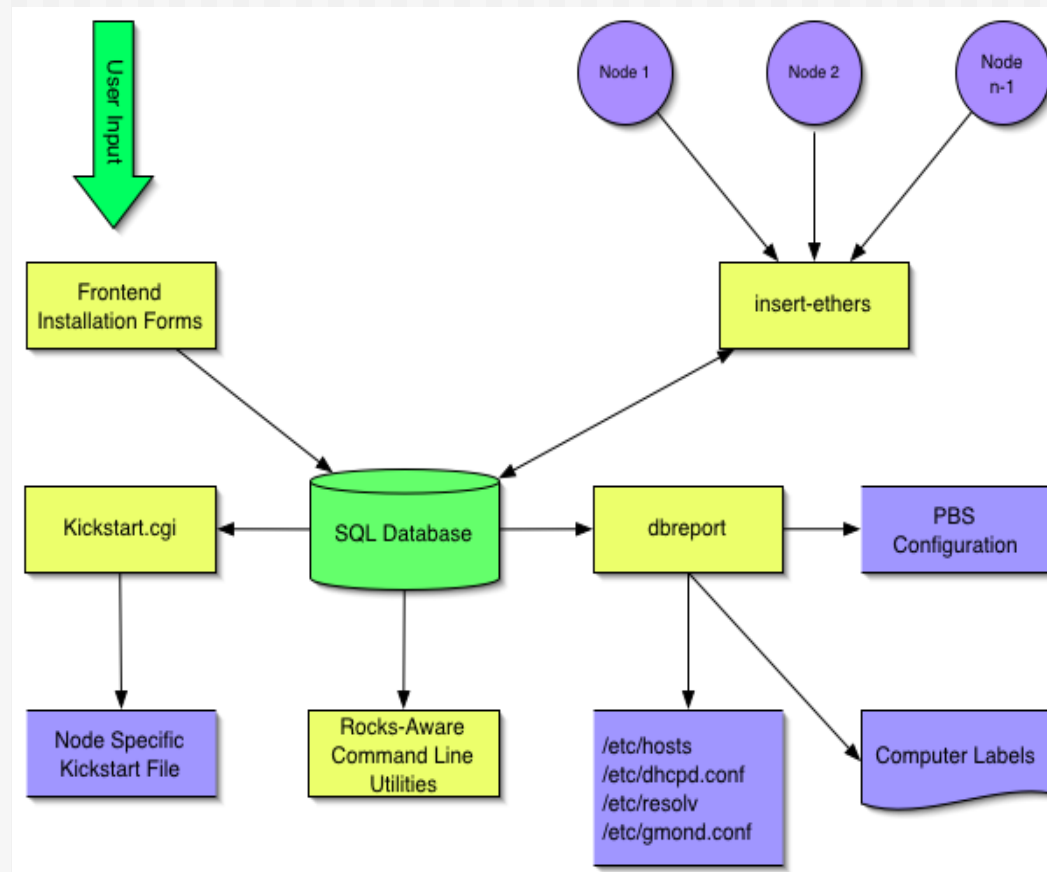 User Input
Node 1
Node 2
Node
n-1
Frontend
Installation Forms
insert-ethers
Kickstart.cgi
SQL Database
dbreport
PBS
Configuration
Node Specific
Kickstart File
Rocks-Aware
Command Line
Utilities
/etc/hosts
/etc/dhcpd.conf
/etc/resolv
/etc/gmond.conf
Computer Labels